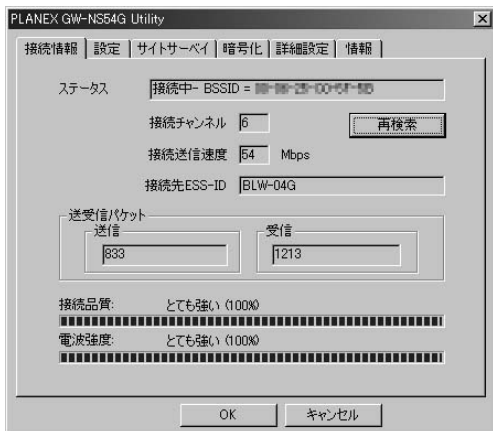 PLANEX GW-NS54G Utility
接続情報 設定 サイトサーベイ 暗号化 詳細設定 情報
ステータス 接続中- BSSID =
接続チャンネル 6 再検索
接続送信速度 54 Mbps
接続先ESS-ID BLW-04G
送受信パケット
送信 受信
833 1213
接続品質: とても強い (100%)
電波強度: とても強い (100%)
OK キャンセル